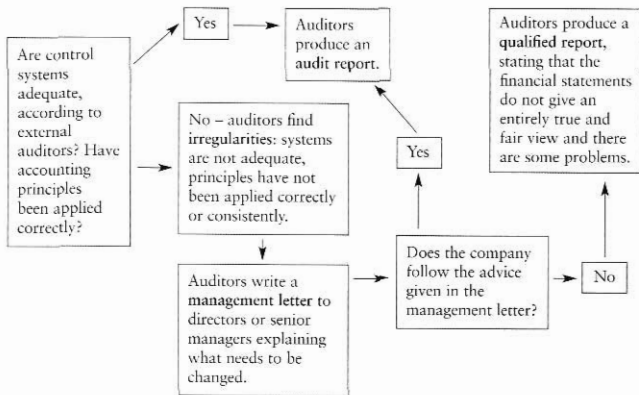 Are control
systems
adequate,
according to
external
auditors? Have
accounting
principles
been applied
correctly?
Yes
Auditors
produce an
audit report.
No – auditors find
irregularities: systems
are not adequate,
principles have not
been applied correctly
or consistently.
Auditors write a
management letter to
directors or senior
managers explaining
what needs to be
changed.
Does the company
follow the advice
given in the
management letter?
Yes
No
Auditors produce a
qualified report,
stating that the
financial statements
do not give an
entirely true and
fair view and there
are some problems.